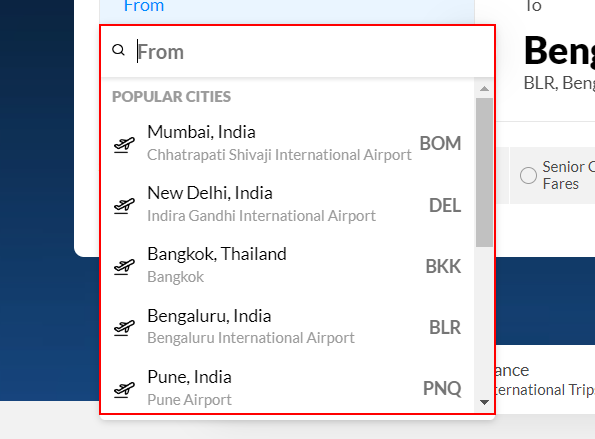 From
To
From
Beng
BLR, Beng
POPULAR CITIES
Mumbai, India
BOM
Chhatrapati Shivaji International Airport
Senior C
Fares
New Delhi, India
DEL
Indira Gandhi International Airport
Bangkok, Thailand
BKK
Bangkok
Bengaluru, India
BLR
Bengaluru International Airport
Pune, India
PNQ
Pune Airport
ance
ternational Trip